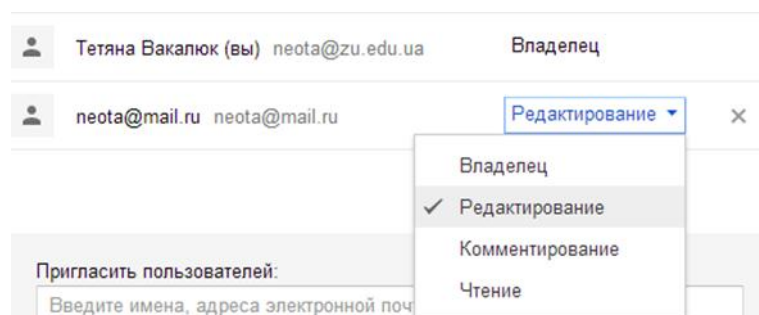 Тетяна Вакалюк (вы) neota@zu.edu.ua Владелец
neota@mail.ru neota@mail.ru Редактирование
Владелец
Редактирование
Комментирование
Чтение
Пригласить пользователей:
Введите имена, адреса электронной